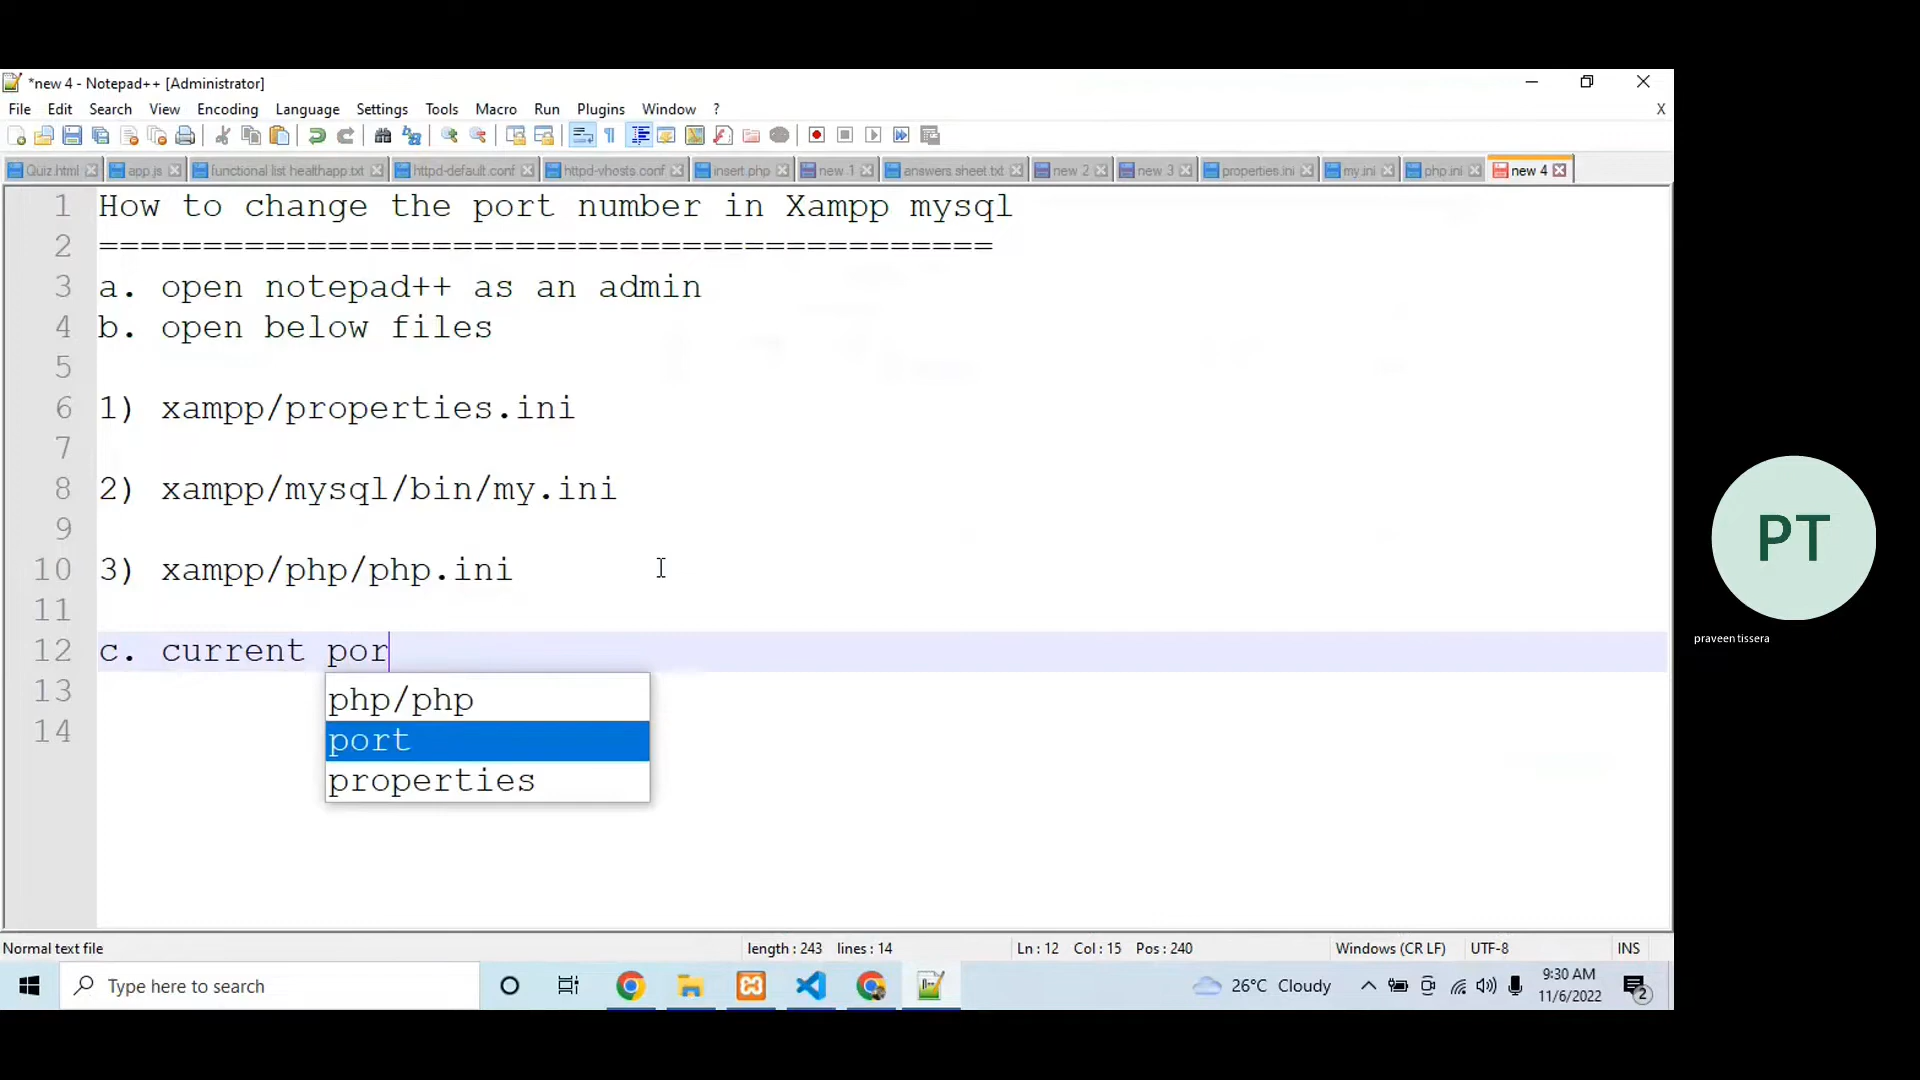 *new 4 - Notepad++ [Administrator]
File Edit Search View Encoding Language Settings Tools Macro Run Plugins Window ? X
Quiz.html app.js functional list healthapp.txt httpd-default.conf httpd-vhosts.conf insert.php new 1 answers sheet.txt new 2 new 3 properties.ini my.ini php.ini new 4
1 How to change the port number in Xampp mysql
2 ===========================================
3 a. open notepad++ as an admin
4 b. open below files
5
6 1) xampp/properties.ini
7
8 2) xampp/mysql/bin/my.ini
9
10 3) xampp/php/php.ini
11
12 c. current por
13
14
php/php
port
properties
PT
praveen tissera
Normal text file length : 243 lines : 14 Ln : 12 Col : 15 Pos : 240 Windows (CR LF) UTF-8 INS
Type here to search
26°C Cloudy
9:30 AM
11/6/2022
2